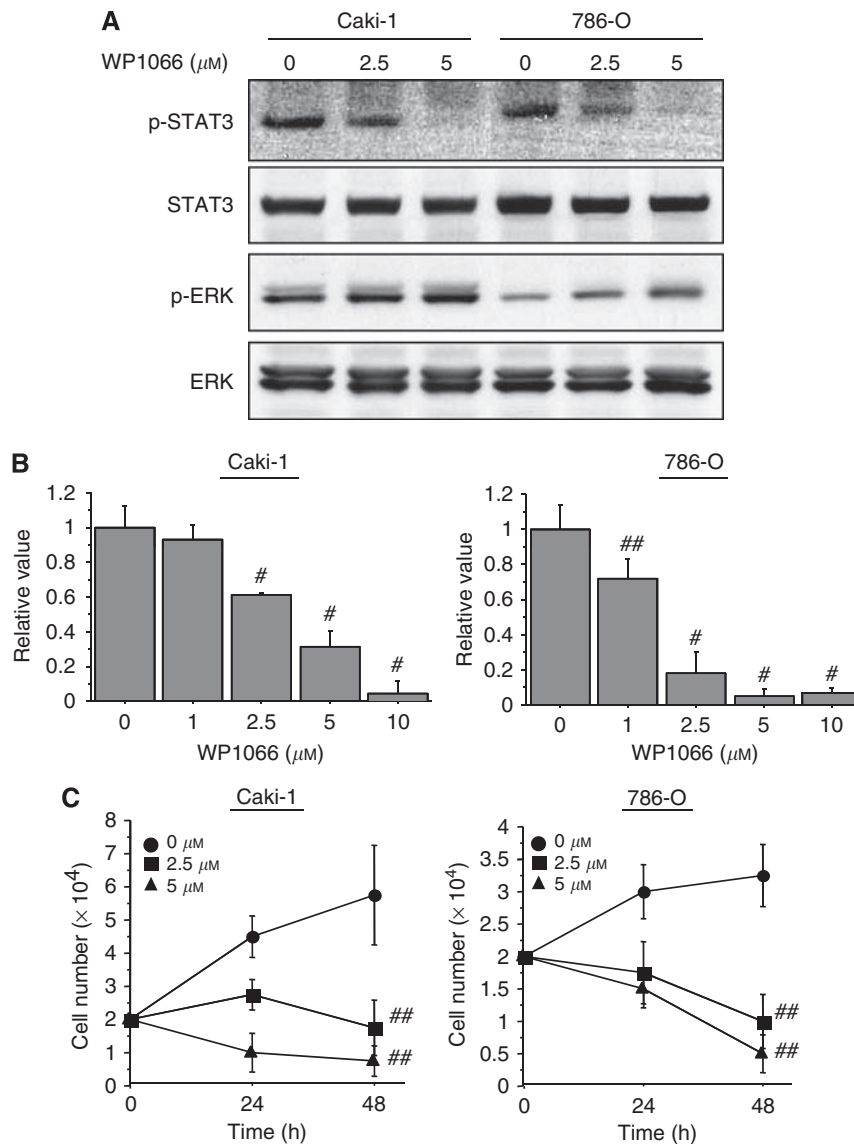 A
Caki-1 786-O
WP1066 (μM) 0 2.5 5 0 2.5 5
p-STAT3
STAT3
p-ERK
ERK
B
Caki-1
1.2
1
0.8
0.6
0.4
0.2
0
Relative value
#
#
#
0 1 2.5 5 10
WP1066 (μM)
786-O
1.2
1
0.8
0.6
0.4
0.2
0
Relative value
##
#
#
#
0 1 2.5 5 10
WP1066 (μM)
C
Caki-1
8
7
6
5
4
3
2
1
0
Cell number (× 10⁴)
0 μM
2.5 μM
5 μM
##
##
0 24 48
Time (h)
786-O
4
3.5
3
2.5
2
1.5
1
0.5
0
Cell number (× 10⁴)
0 μM
2.5 μM
5 μM
##
##
0 24 48
Time (h)